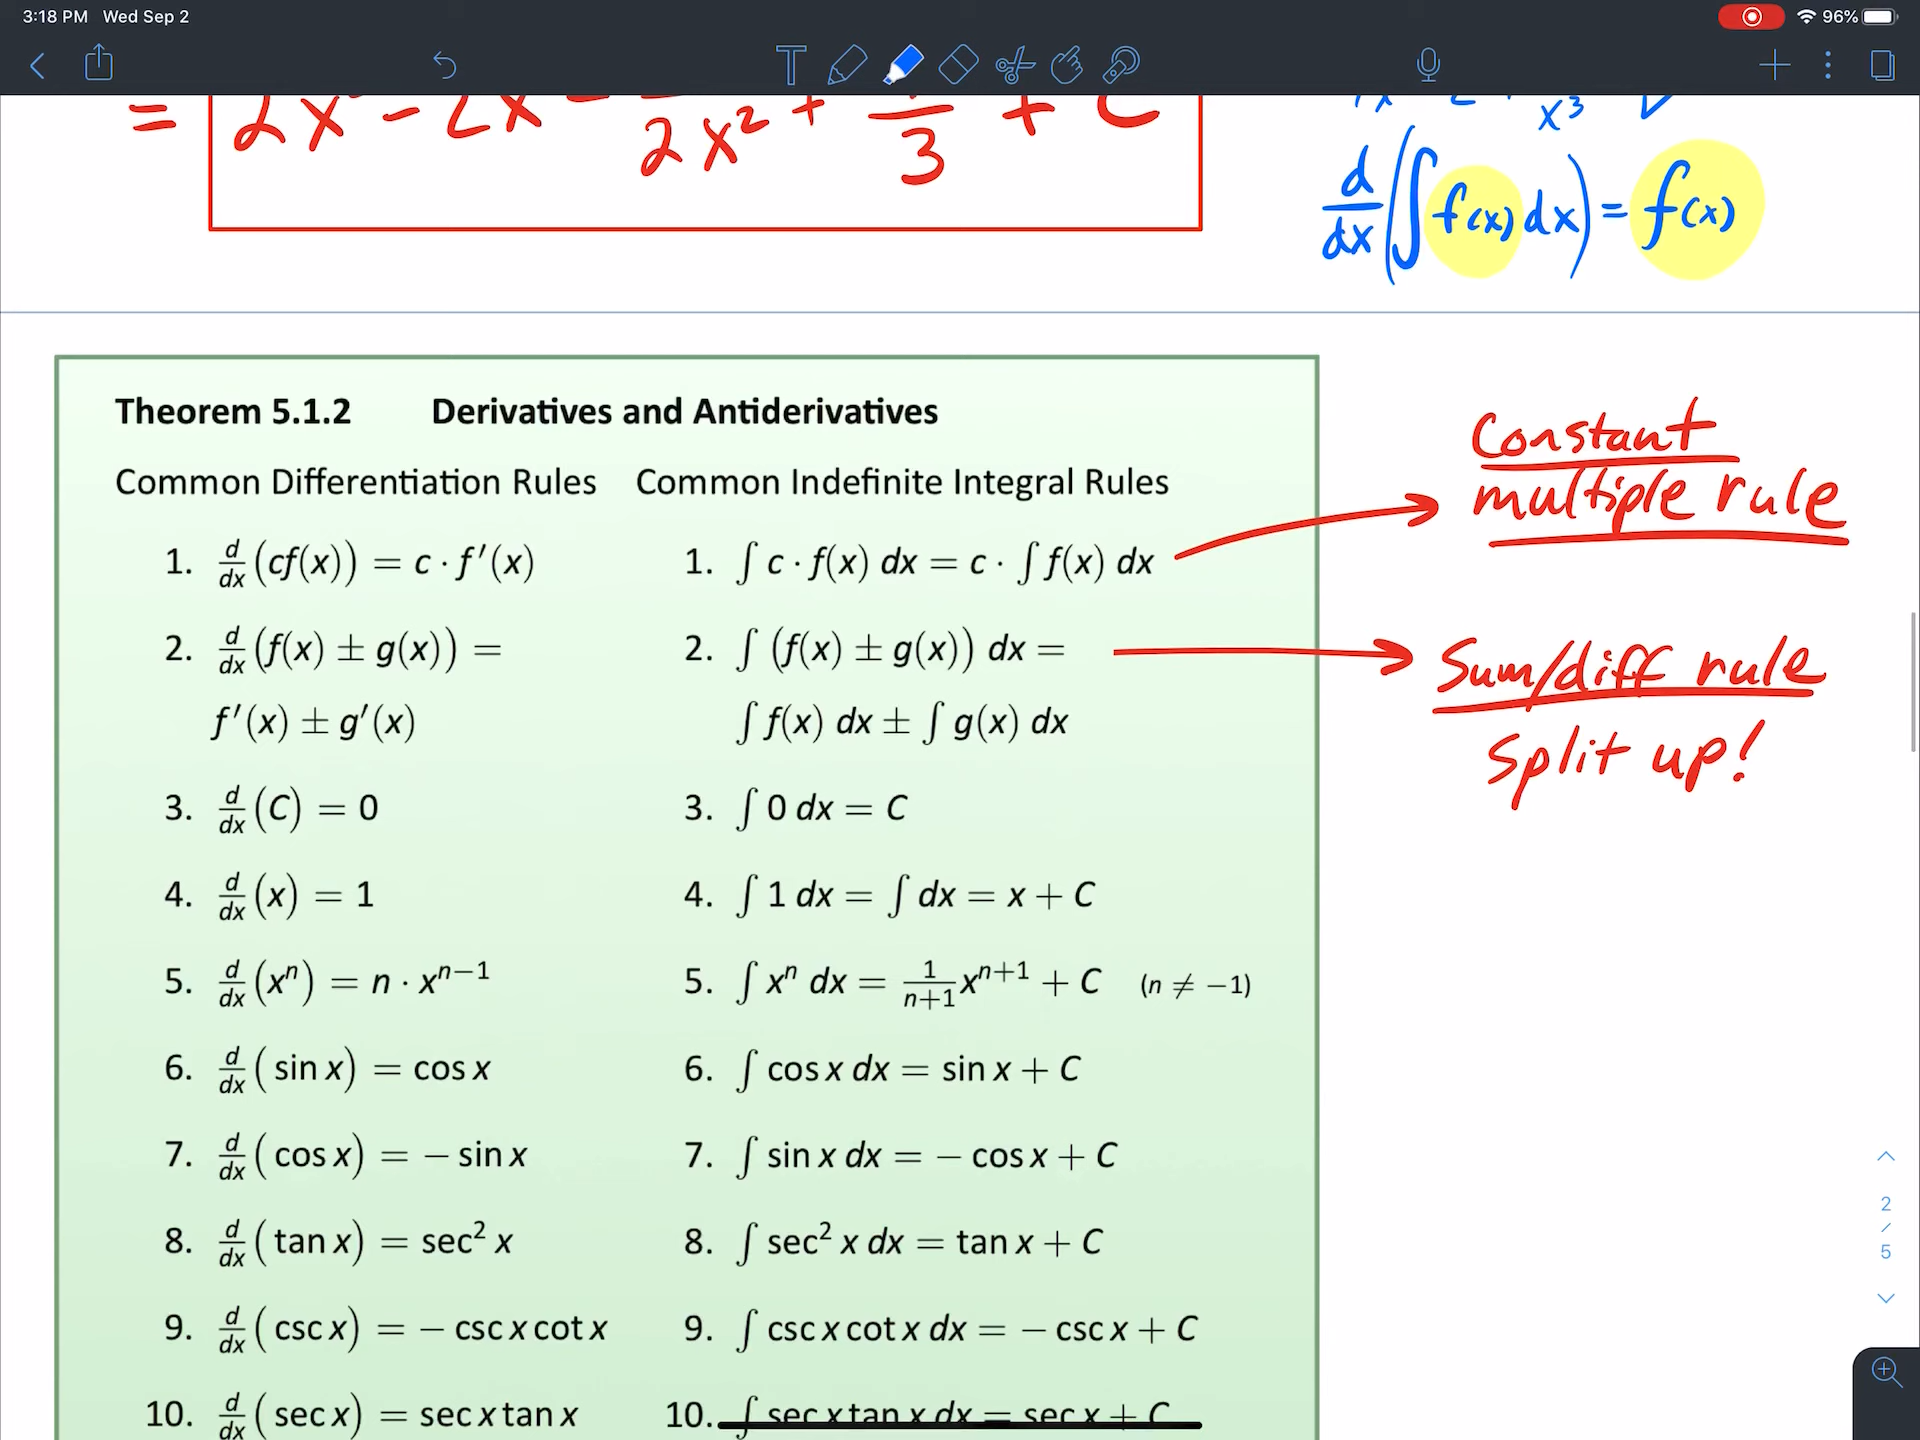 3:18 PM Wed Sep 2
96%
= 2x - 2x - 2x² + /3 + C
x³
d/dx (∫ f(x) dx) = f(x)
Theorem 5.1.2 Derivatives and Antiderivatives
Common Differentiation Rules Common Indefinite Integral Rules
1. d/dx (cf(x)) = c · f′(x) 1. ∫ c · f(x) dx = c · ∫ f(x) dx
Constant
multiple rule
2. d/dx (f(x) ± g(x)) = 2. ∫ (f(x) ± g(x)) dx =
f′(x) ± g′(x) ∫ f(x) dx ± ∫ g(x) dx
Sum/diff rule
Split up!
3. d/dx (C) = 0 3. ∫ 0 dx = C
4. d/dx (x) = 1 4. ∫ 1 dx = ∫ dx = x + C
5. d/dx (xⁿ) = n · xⁿ⁻¹ 5. ∫ xⁿ dx = 1/(n+1) xⁿ⁺¹ + C (n ≠ −1)
6. d/dx (sin x) = cos x 6. ∫ cos x dx = sin x + C
7. d/dx (cos x) = − sin x 7. ∫ sin x dx = − cos x + C
8. d/dx (tan x) = sec² x 8. ∫ sec² x dx = tan x + C
9. d/dx (csc x) = − csc x cot x 9. ∫ csc x cot x dx = − csc x + C
10. d/dx (sec x) = sec x tan x 10. ∫ sec x tan x dx = sec x + C
2
/
5